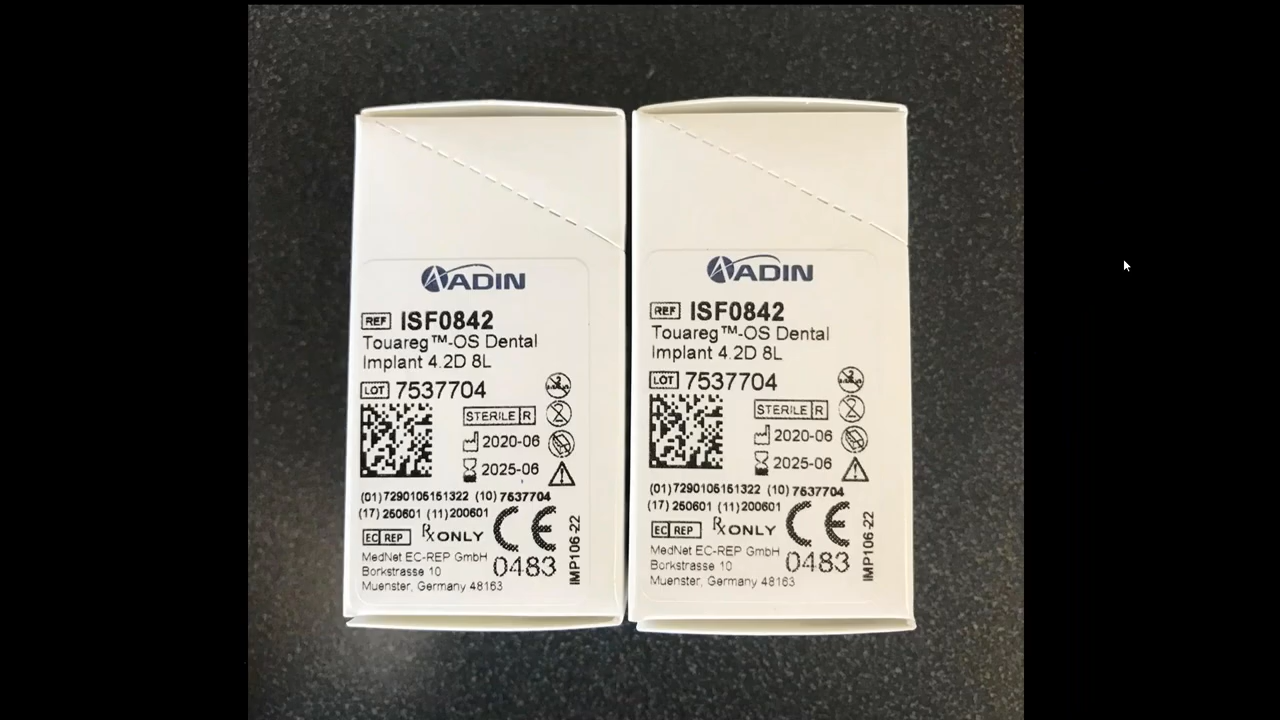 ADIN
REF ISF0842
Touareg™-OS Dental
Implant 4.2D 8L
LOT 7537704
STERILE R
2020-06
2025-06
(01)7290105151322 (10)7537704
(17)250601 (11)200601
EC REP Rx ONLY
CE
0483
MedNet EC-REP GmbH
Borkstrasse 10
Muenster, Germany 48163
IMP106-22
ADIN
REF ISF0842
Touareg™-OS Dental
Implant 4.2D 8L
LOT 7537704
STERILE R
2020-06
2025-06
(01)7290105151322 (10)7537704
(17)250601 (11)200601
EC REP Rx ONLY
CE
0483
MedNet EC-REP GmbH
Borkstrasse 10
Muenster, Germany 48163
IMP106-22